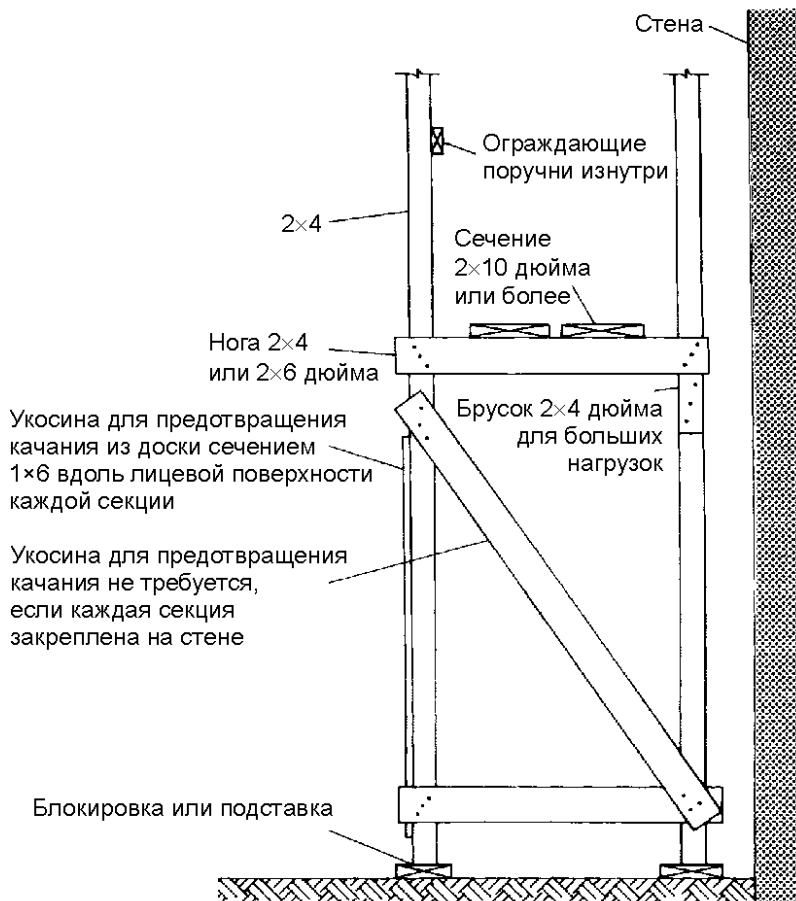 Стена
Ограждающие
поручни изнутри
2×4
Сечение
2×10 дюйма
или более
Нога 2×4
или 2×6 дюйма
Брусок 2×4 дюйма
для больших
нагрузок
Укосина для предотвращения
качания из доски сечением
1×6 вдоль лицевой поверхности
каждой секции
Укосина для предотвращения
качания не требуется,
если каждая секция
закреплена на стене
Блокировка или подставка